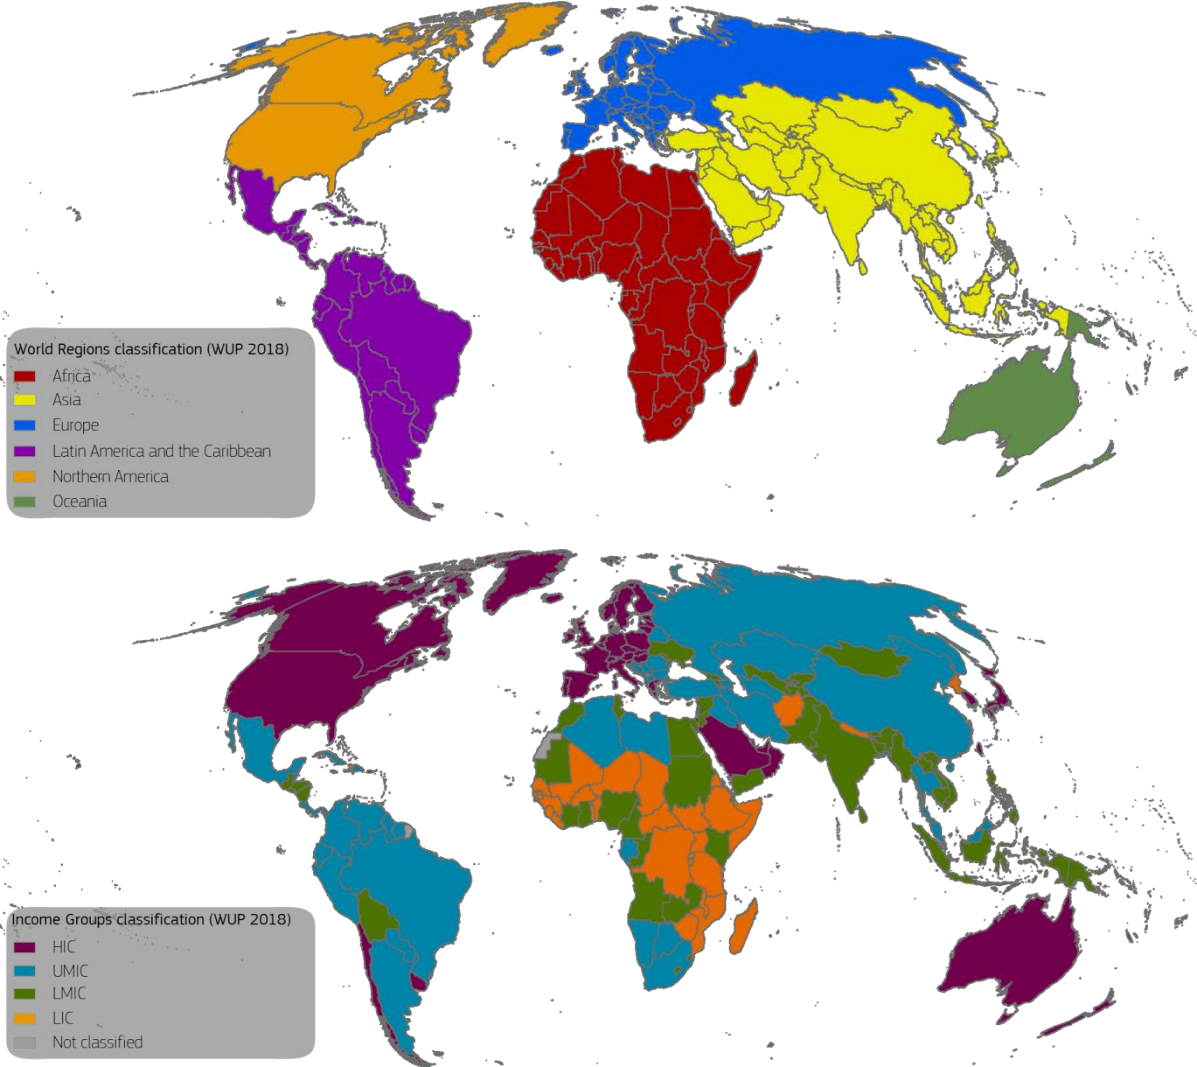 World Regions classification (WUP 2018)
Africa
Asia
Europe
Latin America and the Caribbean
Northern America
Oceania
Income Groups classification (WUP 2018)
HIC
UMIC
LMIC
LIC
Not classified